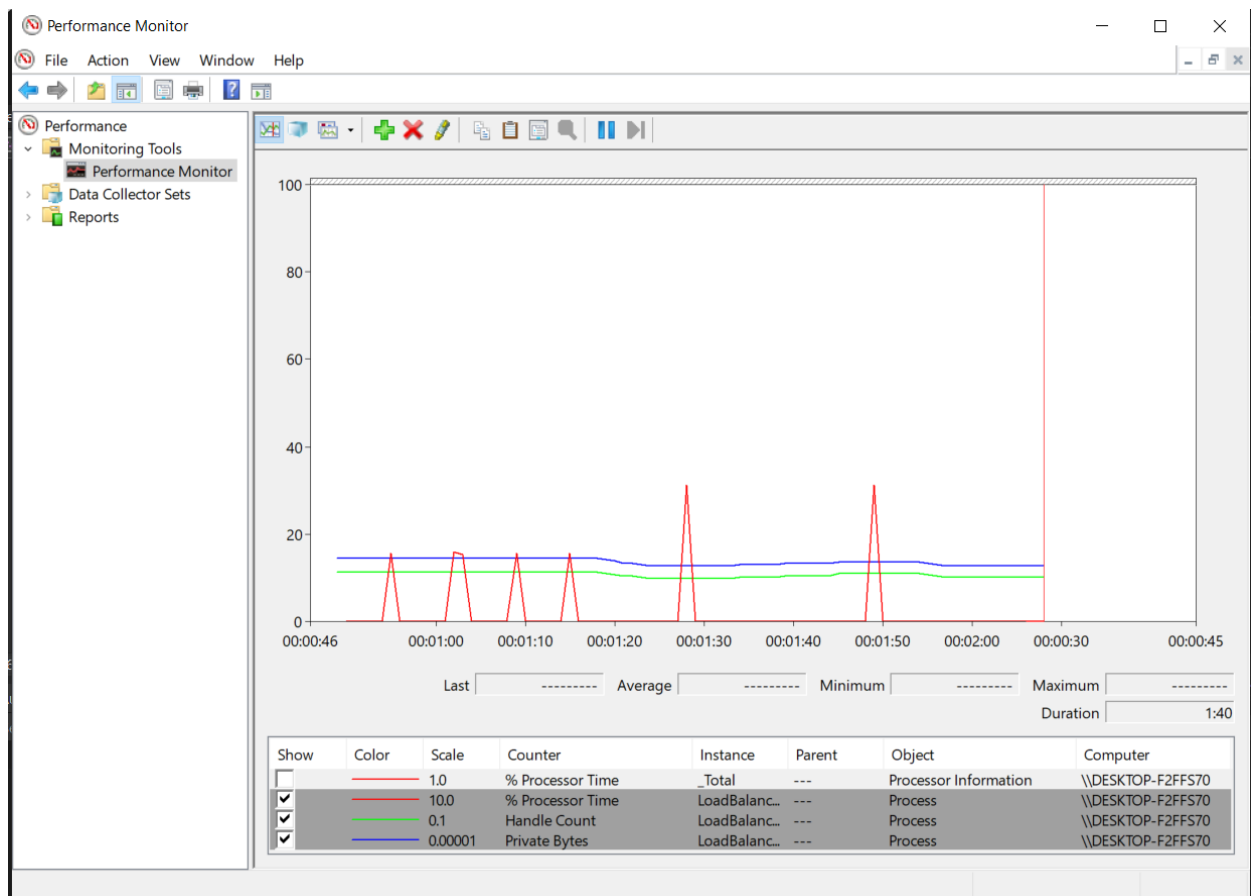 Performance Monitor
File Action View Window Help
Performance
Monitoring Tools
Performance Monitor
Data Collector Sets
Reports
100
80
60
40
20
0
00:00:46 00:01:00 00:01:10 00:01:20 00:01:30 00:01:40 00:01:50 00:02:00 00:00:30 00:00:45
Last --------- Average --------- Minimum --------- Maximum ---------
Duration 1:40
Show Color Scale Counter Instance Parent Object Computer
1.0 % Processor Time _Total --- Processor Information \\DESKTOP-F2FFS70
10.0 % Processor Time LoadBalanc... --- Process \\DESKTOP-F2FFS70
0.1 Handle Count LoadBalanc... --- Process \\DESKTOP-F2FFS70
0.00001 Private Bytes LoadBalanc... --- Process \\DESKTOP-F2FFS70